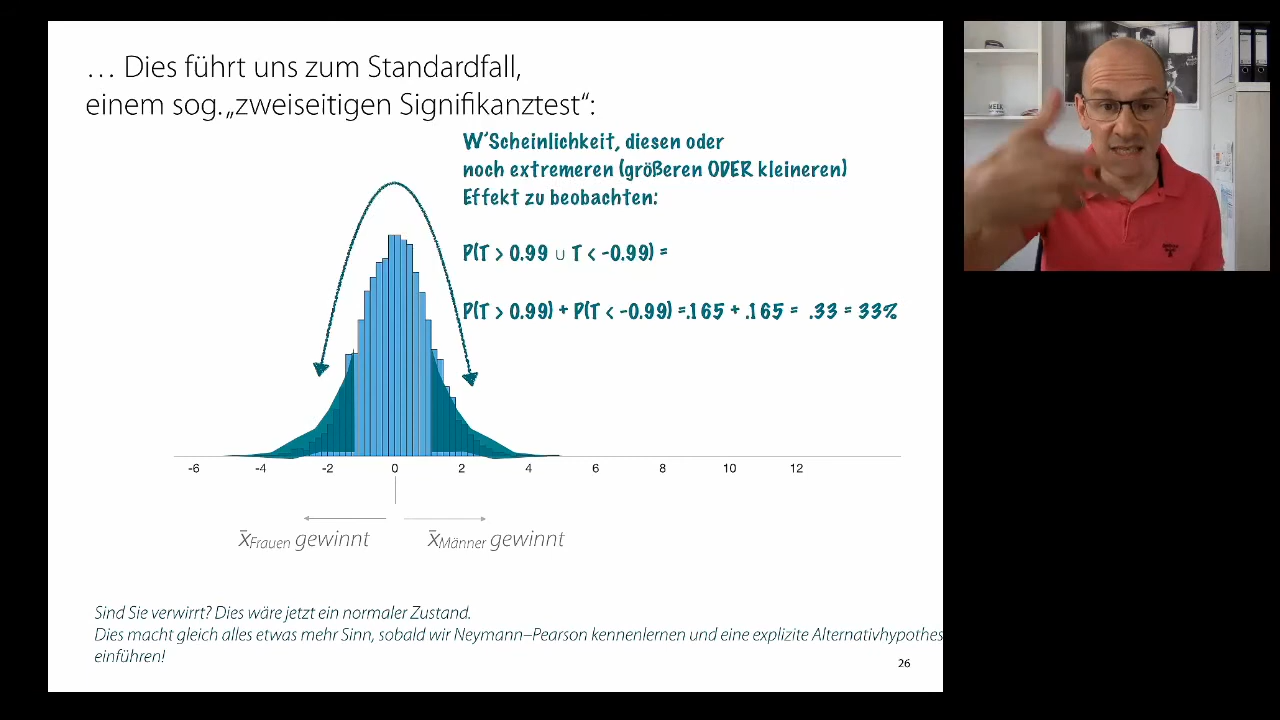 … Dies führt uns zum Standardfall,
einem sog. „zweiseitigen Signifikanztest“:
W'Scheinlichkeit, diesen oder
noch extremeren (größeren ODER kleineren)
Effekt zu beobachten:
P(T > 0.99 ∪ T < -0.99) =
P(T > 0.99) + P(T < -0.99) =.165 + .165 = .33 = 33%
-6 -4 -2 0 2 4 6 8 10 12
x̄Frauen gewinnt x̄Männer gewinnt
Sind Sie verwirrt? Dies wäre jetzt ein normaler Zustand.
Dies macht gleich alles etwas mehr Sinn, sobald wir Neymann–Pearson kennenlernen und eine explizite Alternativhypothes
einführen!
26